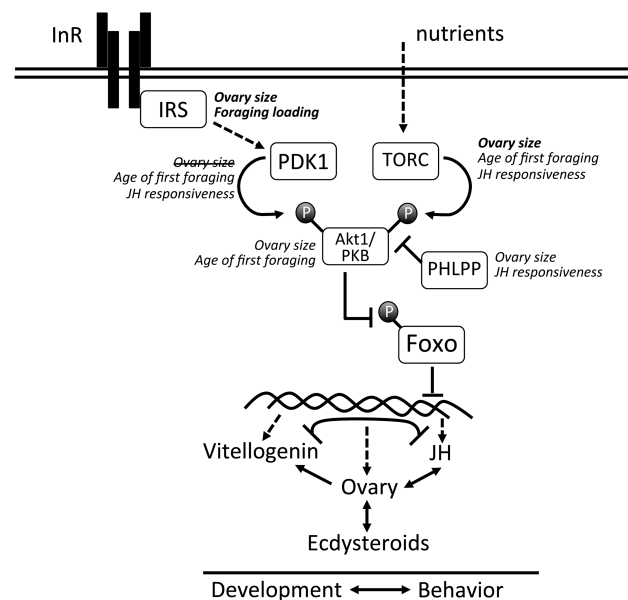 InR
nutrients
IRS
Ovary size
Foraging loading
PDK1
TORC
Ovary size
Age of first foraging
JH responsiveness
Ovary size
Age of first foraging
JH responsiveness
P
P
Akt1/
PKB
Ovary size
Age of first foraging
PHLPP
Ovary size
JH responsiveness
P
Foxo
Vitellogenin
JH
Ovary
Ecdysteroids
Development
Behavior